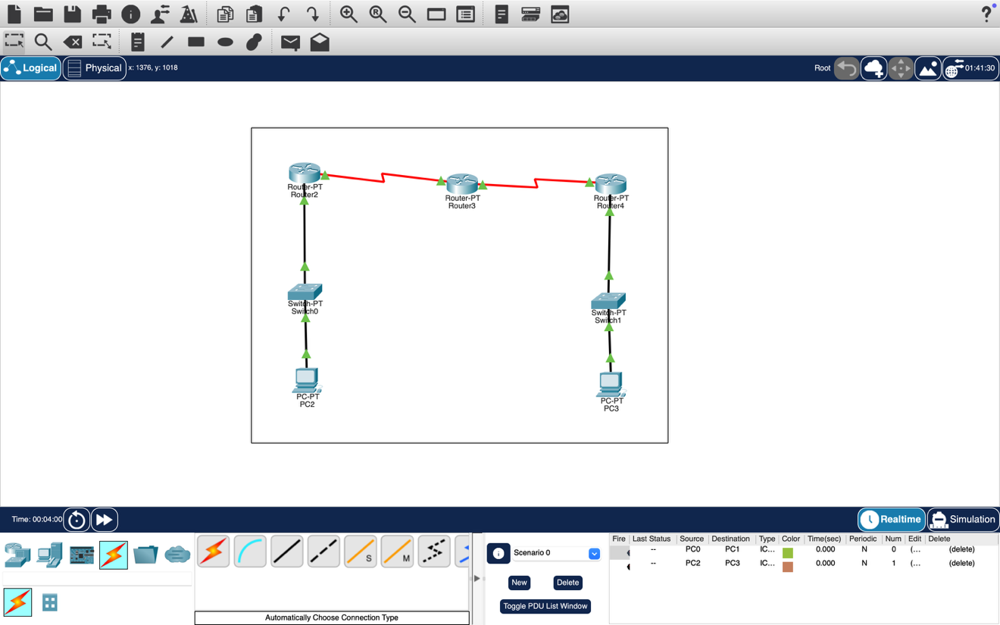 ?
Logical
Physical
x: 1376, y: 1018
Root
01:41:30
Router-PT
Router2
Router-PT
Router3
Router-PT
Router4
Switch-PT
Switch0
Switch-PT
Switch1
PC-PT
PC2
PC-PT
PC3
Time: 00:04:00
Realtime
Simulation
S
M
Automatically Choose Connection Type
Scenario 0
New
Delete
Toggle PDU List Window
Fire Last Status Source Destination Type Color Time(sec) Periodic Num Edit Delete
-- PC0 PC1 IC... 0.000 N 0 (... (delete)
-- PC2 PC3 IC... 0.000 N 1 (... (delete)